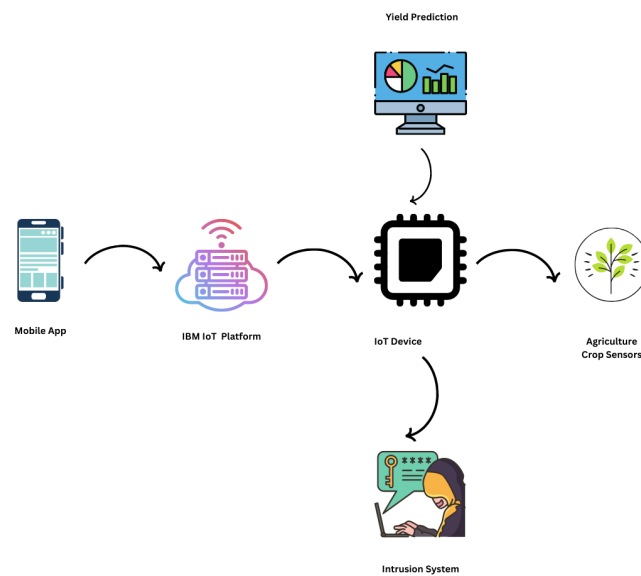 Yield Prediction
Mobile App
IBM IoT  Platform
IoT Device
Agriculture
Crop Sensors
****
Intrusion System